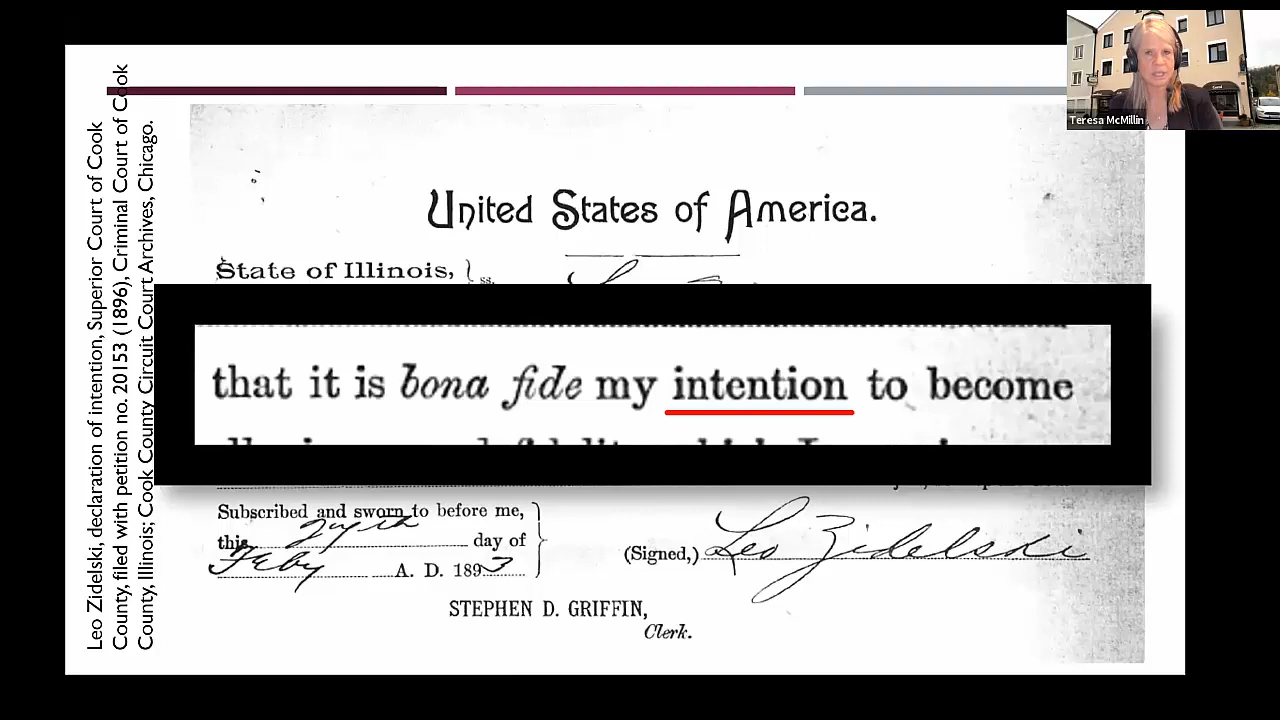 Teresa McMillin
Leo Zidelski, declaration of intention, Superior Court of Cook
County, filed with petition no. 20153 (1896), Criminal Court of Cook
County, Illinois; Cook County Circuit Court Archives, Chicago.
United States of America.
State of Illinois, } ss.
that it is bona fide my intention to become
Subscribed and sworn to before me,
this day of
Feby A. D. 1893
(Signed,) Leo Zidelski
STEPHEN D. GRIFFIN,
Clerk.